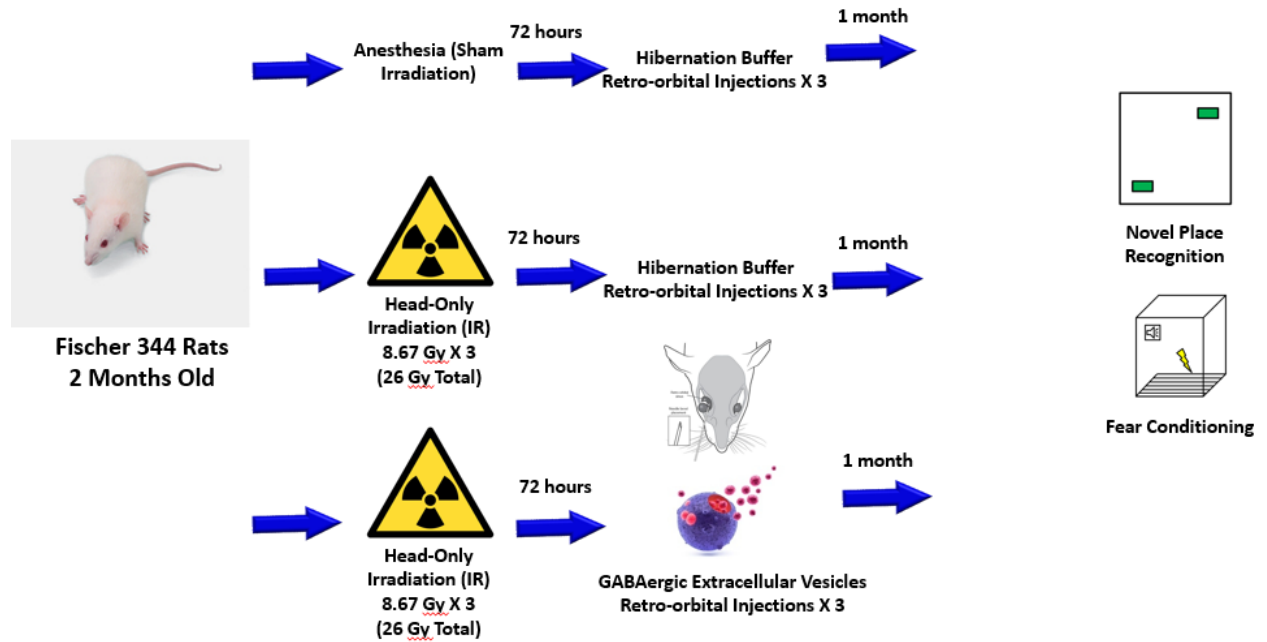 Anesthesia (Sham
Irradiation)
72 hours
Hibernation Buffer
Retro-orbital Injections X 3
1 month
Fischer 344 Rats
2 Months Old
Head-Only
Irradiation (IR)
8.67 Gy X 3
(26 Gy Total)
72 hours
Hibernation Buffer
Retro-orbital Injections X 3
1 month
Head-Only
Irradiation (IR)
8.67 Gy X 3
(26 Gy Total)
72 hours
GABAergic Extracellular Vesicles
Retro-orbital Injections X 3
1 month
Novel Place
Recognition
Fear Conditioning